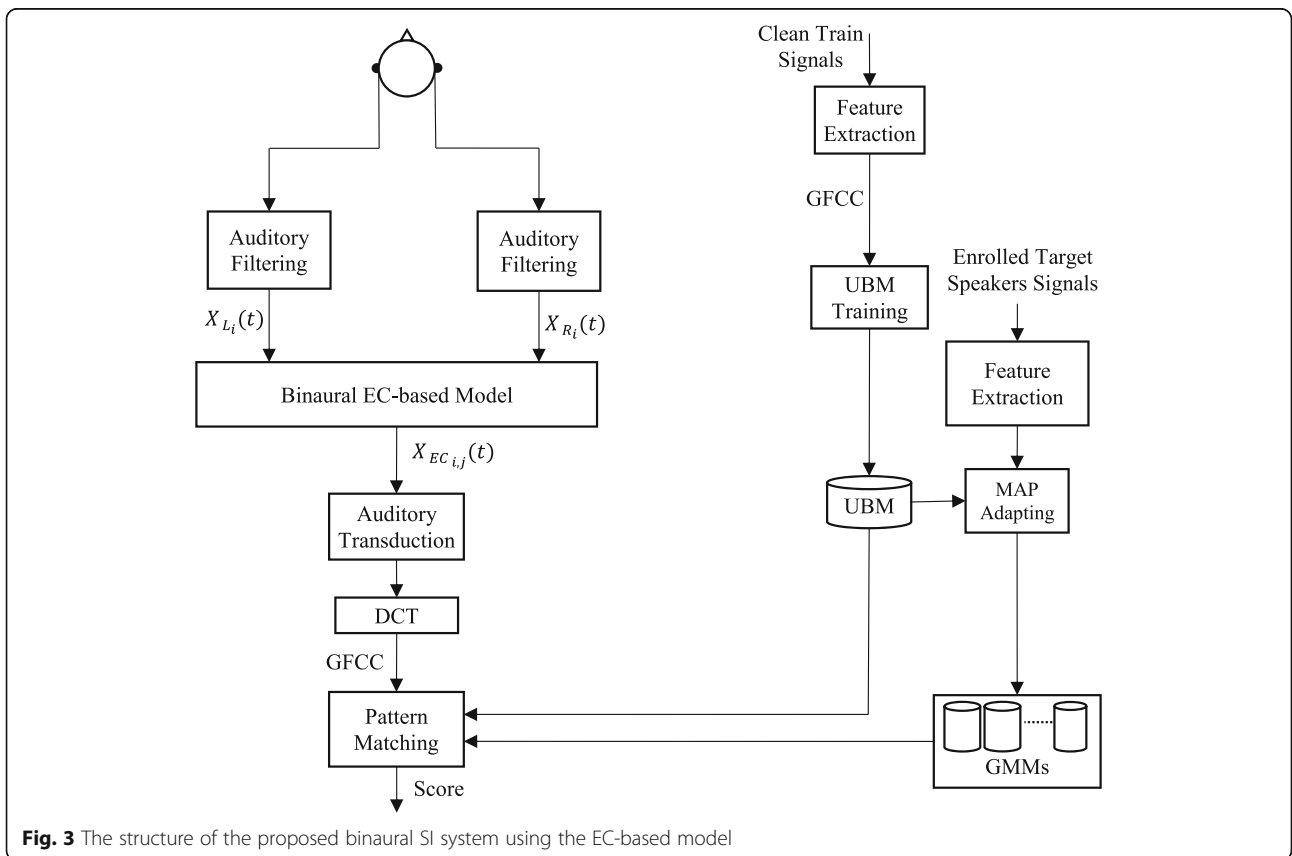 Clean Train
Signals
Feature
Extraction
GFCC
UBM
Training
Enrolled Target
Speakers Signals
Feature
Extraction
UBM
MAP
Adapting
GMMs
Auditory
Filtering
Auditory
Filtering
X_{L_i}(t)
X_{R_i}(t)
Binaural EC-based Model
X_{EC_{i,j}}(t)
Auditory
Transduction
DCT
GFCC
Pattern
Matching
Score
Fig. 3 The structure of the proposed binaural SI system using the EC-based model